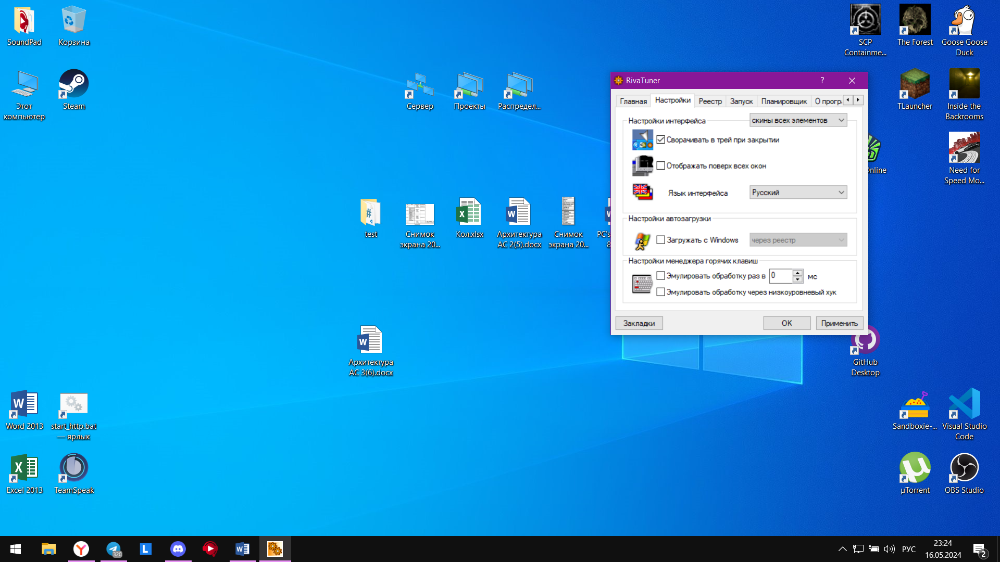 SoundPad
Корзина
Этот
компьютер
Steam
Сервер
Проекты
Распредел...
SCP
Containme...
The Forest
Goose Goose
Duck
TLauncher
Inside the
Backrooms
Online
Need for
Speed Mo...
RivaTuner
?
Главная
Настройки
Реестр
Запуск
Планировщик
О прогр
Настройки интерфейса
скины всех элементов
Сворачивать в трей при закрытии
Отображать поверх всех окон
Язык интерфейса
Русский
Настройки автозагрузки
Загружать с Windows
через реестр
Настройки менеджера горячих клавиш
Эмулировать обработку раз в
0
мс
Эмулировать обработку через низкоуровневый хук
Закладки
OK
Применить
test
Снимок
экрана 20...
Кол.xlsx
Архитектура
АС 2(5).docx
Снимок
экрана 20...
PC's
8
Архитектура
АС 3(6).docx
GitHub
Desktop
Word 2013
start_http.bat
— ярлык
Sandboxie-...
Visual Studio
Code
Excel 2013
TeamSpeak
µTorrent
OBS Studio
320
РУС
23:24
16.05.2024
2